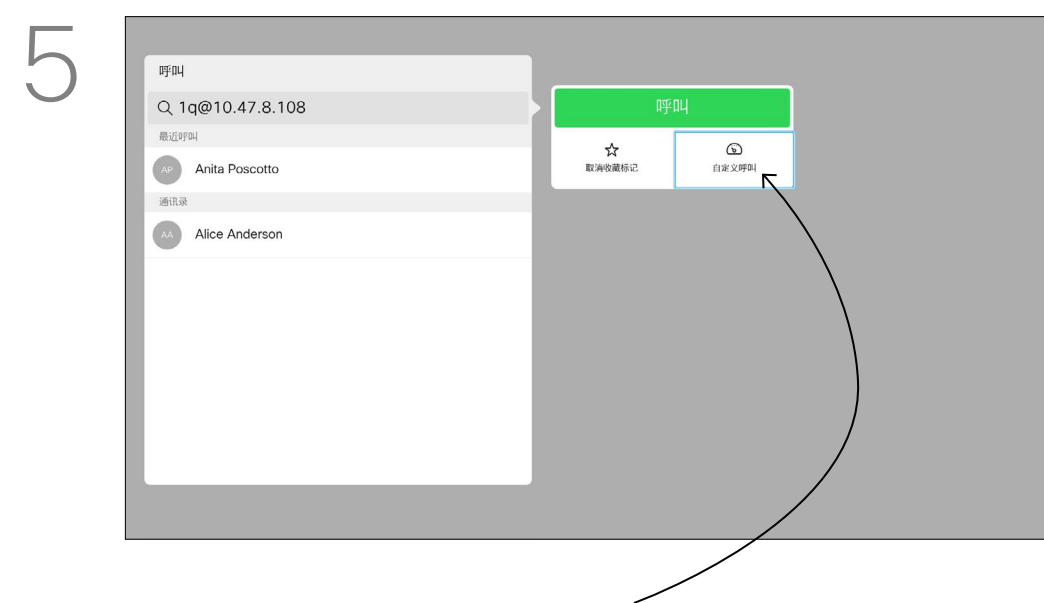 5
呼叫
1q@10.47.8.108
呼叫
最近呼叫
AP Anita Poscotto
取消收藏标记
自定义呼叫
通讯录
AA Alice Anderson